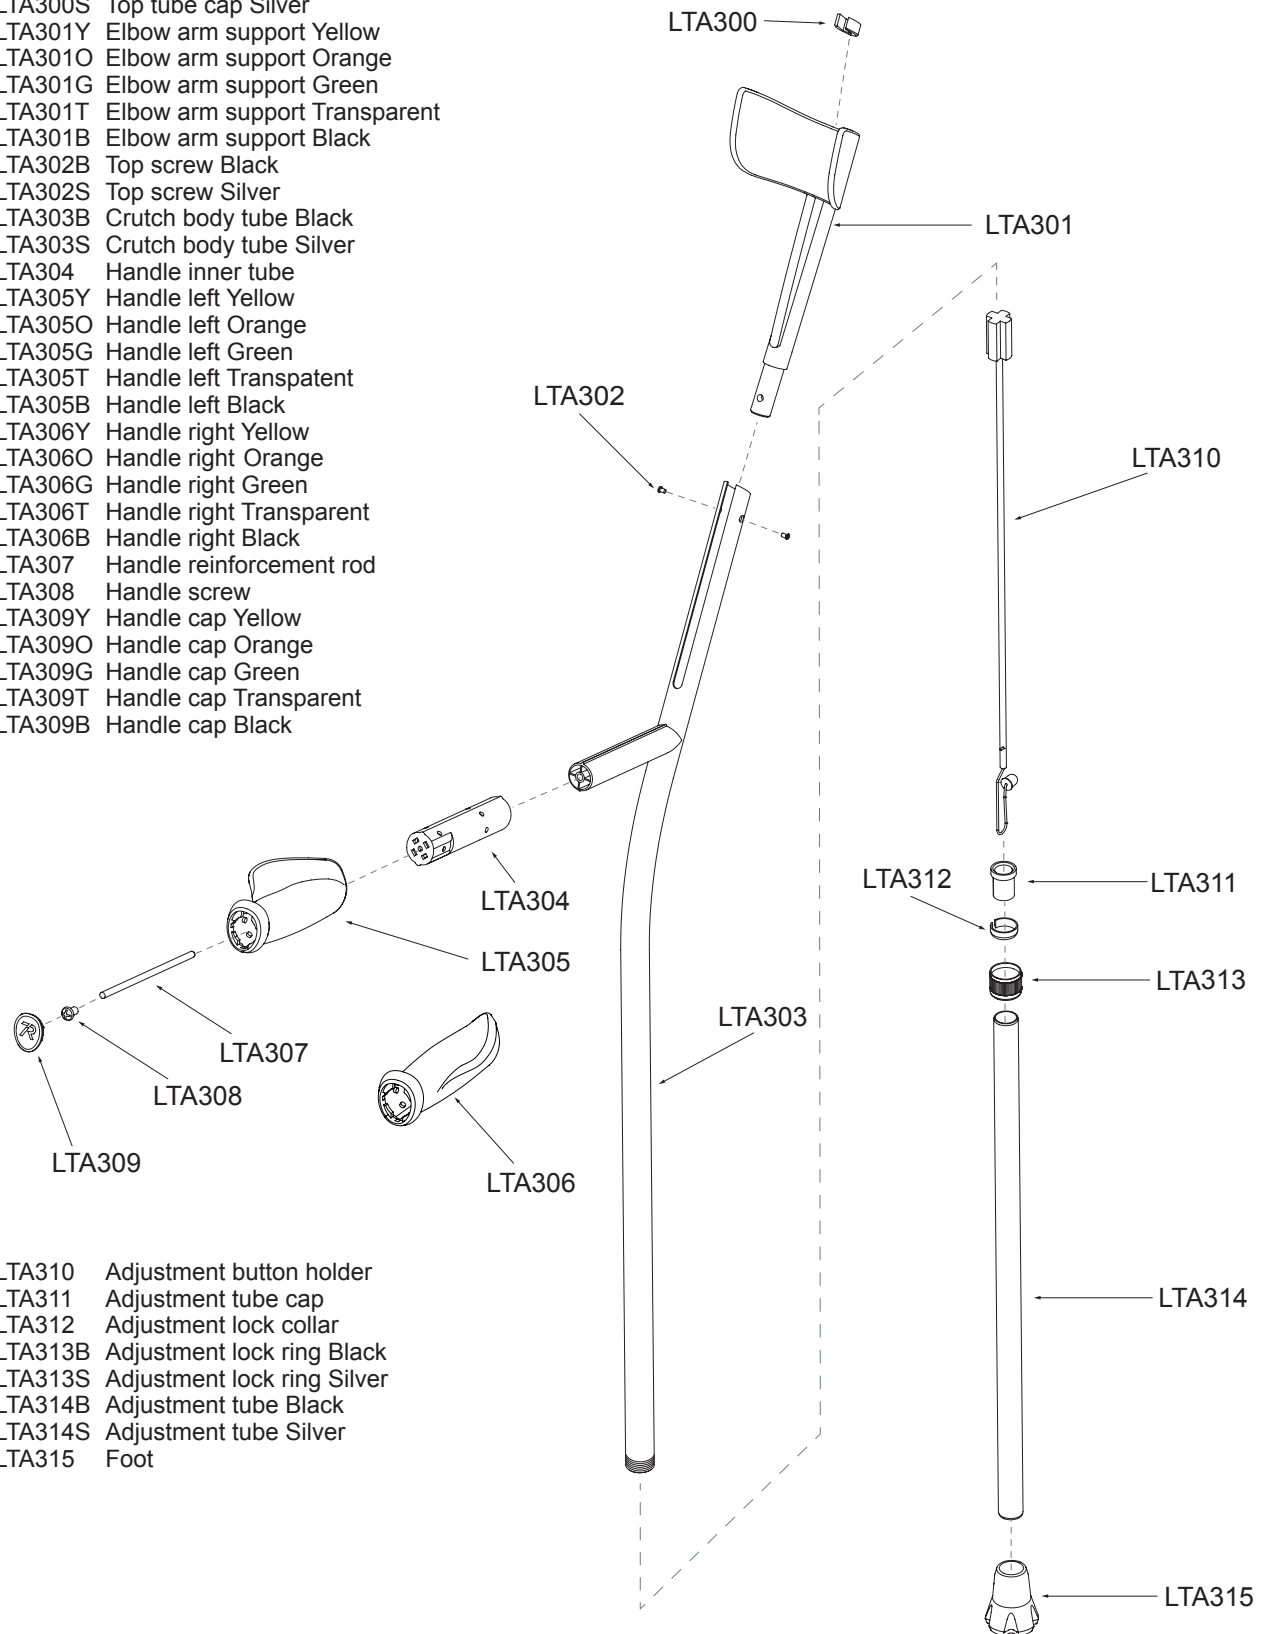 LTA300S Top tube cap Silver
LTA301Y Elbow arm support Yellow
LTA301O Elbow arm support Orange
LTA301G Elbow arm support Green
LTA301T Elbow arm support Transparent
LTA301B Elbow arm support Black
LTA302B Top screw Black
LTA302S Top screw Silver
LTA303B Crutch body tube Black
LTA303S Crutch body tube Silver
LTA304 Handle inner tube
LTA305Y Handle left Yellow
LTA305O Handle left Orange
LTA305G Handle left Green
LTA305T Handle left Transpatent
LTA305B Handle left Black
LTA306Y Handle right Yellow
LTA306O Handle right Orange
LTA306G Handle right Green
LTA306T Handle right Transparent
LTA306B Handle right Black
LTA307 Handle reinforcement rod
LTA308 Handle screw
LTA309Y Handle cap Yellow
LTA309O Handle cap Orange
LTA309G Handle cap Green
LTA309T Handle cap Transparent
LTA309B Handle cap Black
LTA300
LTA301
LTA302
LTA310
LTA304
LTA312
LTA311
LTA305
LTA313
LTA303
LTA307
LTA308
LTA309
LTA306
LTA310 Adjustment button holder
LTA311 Adjustment tube cap
LTA312 Adjustment lock collar
LTA313B Adjustment lock ring Black
LTA313S Adjustment lock ring Silver
LTA314B Adjustment tube Black
LTA314S Adjustment tube Silver
LTA315 Foot
LTA314
LTA315